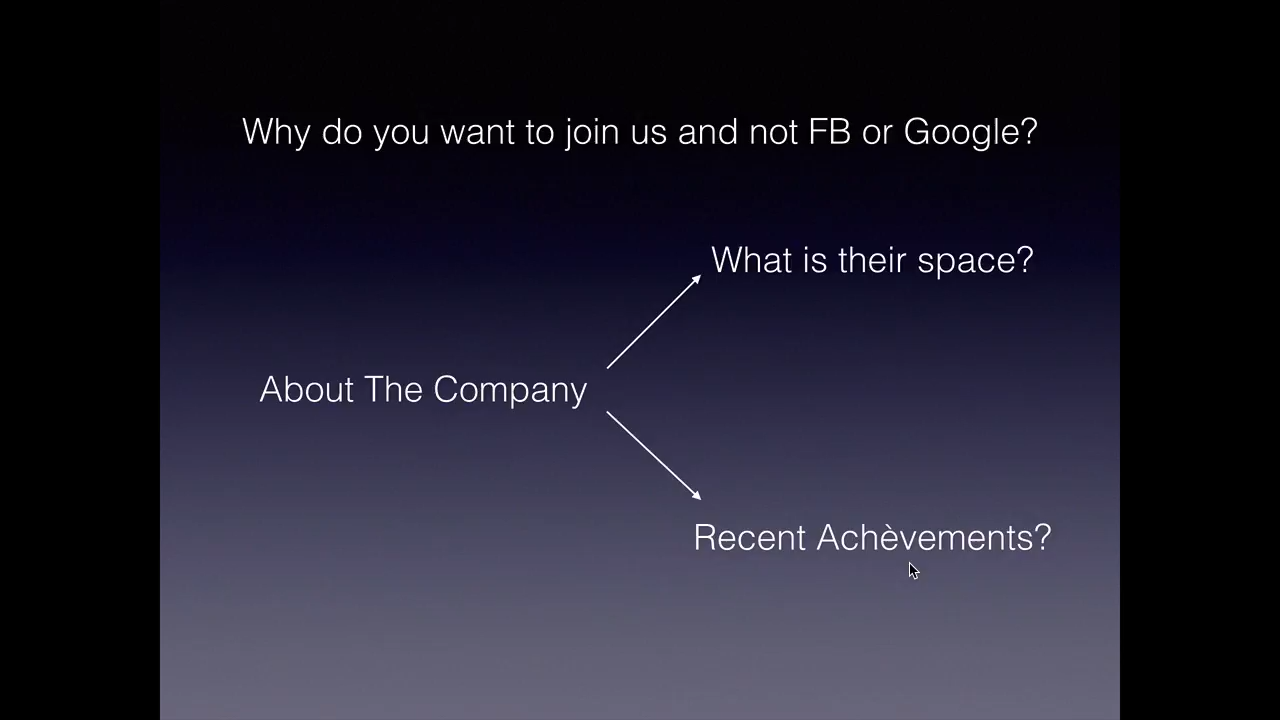 Why do you want to join us and not FB or Google?
What is their space?
About The Company
Recent Achèvements?